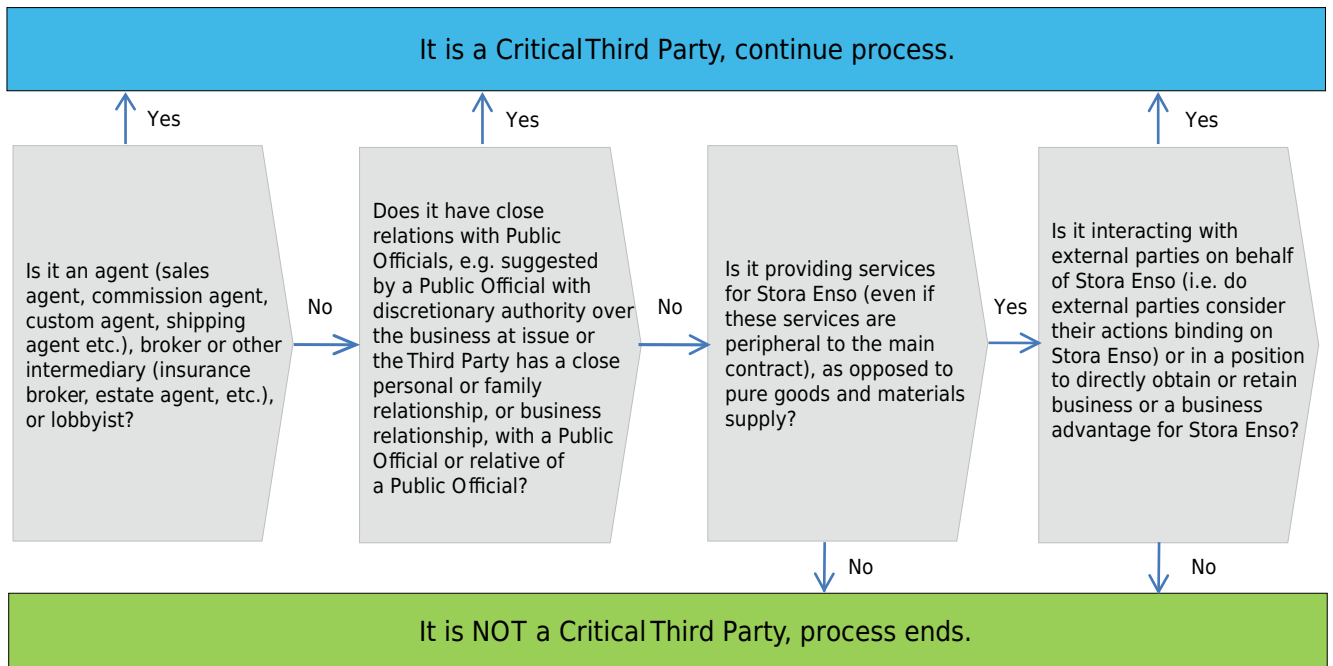 It is a Critical Third Party, continue process.
Yes
Yes
Yes
Is it an agent (sales
agent, commission agent,
custom agent, shipping
agent etc.), broker or other
intermediary (insurance
broker, estate agent, etc.),
or lobbyist?
No
Does it have close
relations with Public
Officials, e.g. suggested
by a Public Official with
discretionary authority over
the business at issue or
the Third Party has a close
personal or family
relationship, or business
relationship, with a Public
Official or relative of
a Public Official?
No
Is it providing services
for Stora Enso (even if
these services are
peripheral to the main
contract), as opposed to
pure goods and materials
supply?
Yes
Is it interacting with
external parties on behalf
of Stora Enso (i.e. do
external parties consider
their actions binding on
Stora Enso) or in a position
to directly obtain or retain
business or a business
advantage for Stora Enso?
No
No
It is NOT a Critical Third Party, process ends.